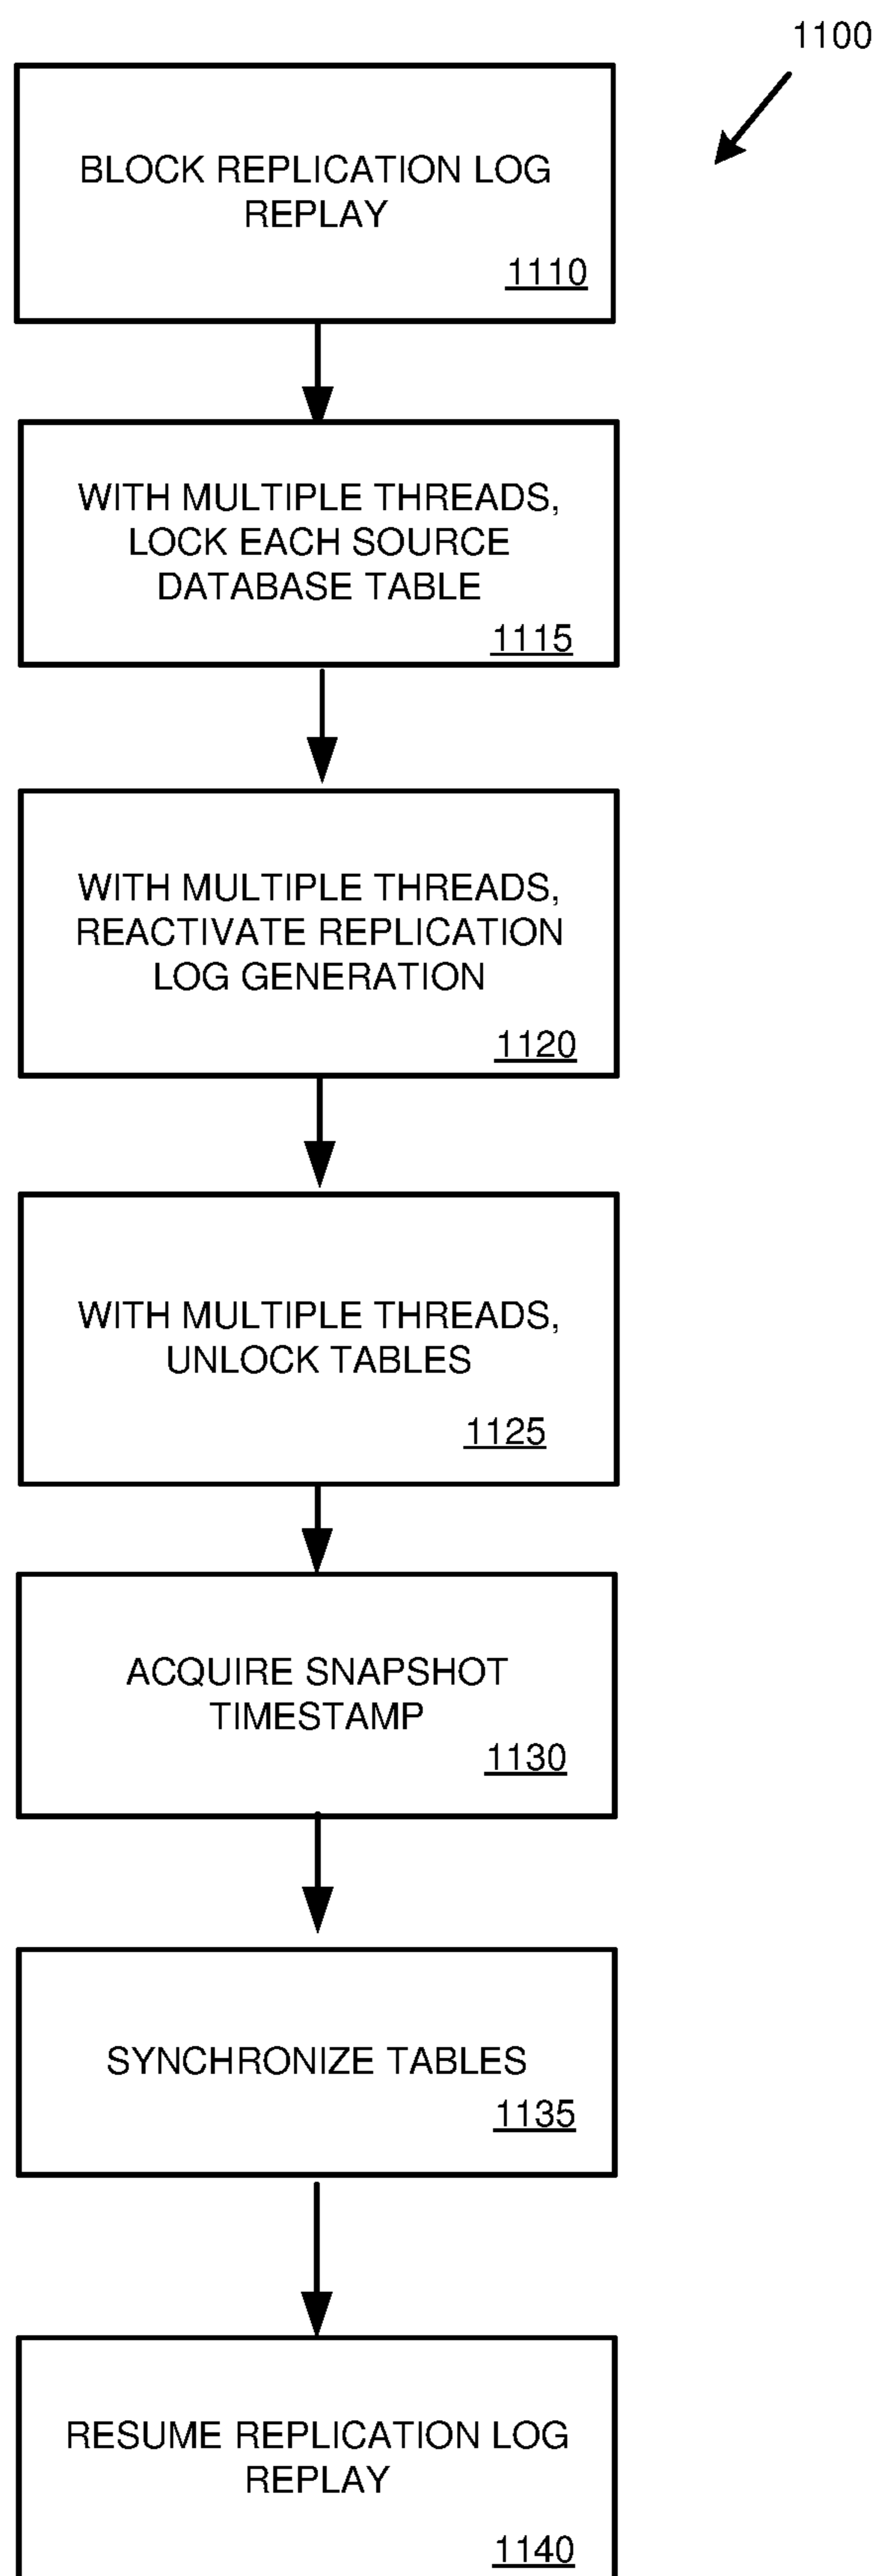 1100
BLOCK REPLICATION LOG
REPLAY
1110
WITH MULTIPLE THREADS,
LOCK EACH SOURCE
DATABASE TABLE
1115
WITH MULTIPLE THREADS,
REACTIVATE REPLICATION
LOG GENERATION
1120
WITH MULTIPLE THREADS,
UNLOCK TABLES
1125
ACQUIRE SNAPSHOT
TIMESTAMP
1130
SYNCHRONIZE TABLES
1135
RESUME REPLICATION LOG
REPLAY
1140